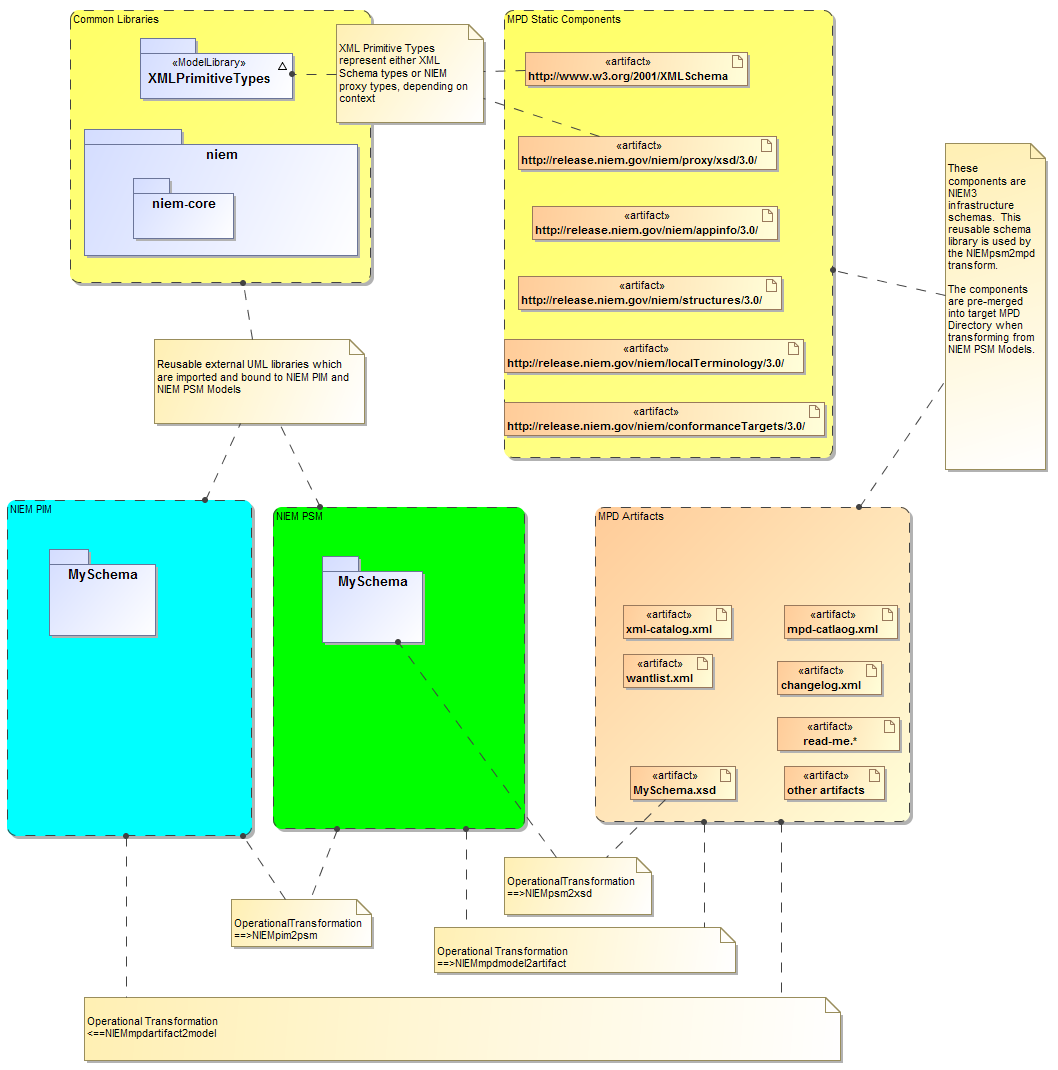 Common Libraries
«ModelLibrary»
XMLPrimitiveTypes
niem
niem-core
XML Primitive Types
represent either XML
Schema types or NIEM
proxy types, depending on
context
MPD Static Components
«artifact»
http://www.w3.org/2001/XMLSchema
«artifact»
http://release.niem.gov/niem/proxy/xsd/3.0/
«artifact»
http://release.niem.gov/niem/appinfo/3.0/
«artifact»
http://release.niem.gov/niem/structures/3.0/
«artifact»
http://release.niem.gov/niem/localTerminology/3.0/
«artifact»
http://release.niem.gov/niem/conformanceTargets/3.0/
These
components are
NIEM3
infrastructure
schemas.  This
reusable schema
library is used by
the NIEMpsm2mpd
transform.
The components
are pre-merged
into target MPD
Directory when
transforming from
NIEM PSM Models.
Reusable external UML libraries which
are imported and bound to NIEM PIM and
NIEM PSM Models
NIEM PIM
MySchema
NIEM PSM
MySchema
MPD Artifacts
«artifact»
xml-catalog.xml
«artifact»
mpd-catlaog.xml
«artifact»
wantlist.xml
«artifact»
changelog.xml
«artifact»
read-me.*
«artifact»
MySchema.xsd
«artifact»
other artifacts
OperationalTransformation
==>NIEMpsm2xsd
OperationalTransformation
==>NIEMpim2psm
Operational Transformation
==>NIEMmpdmodel2artifact
Operational Transformation
<==NIEMmpdartifact2model